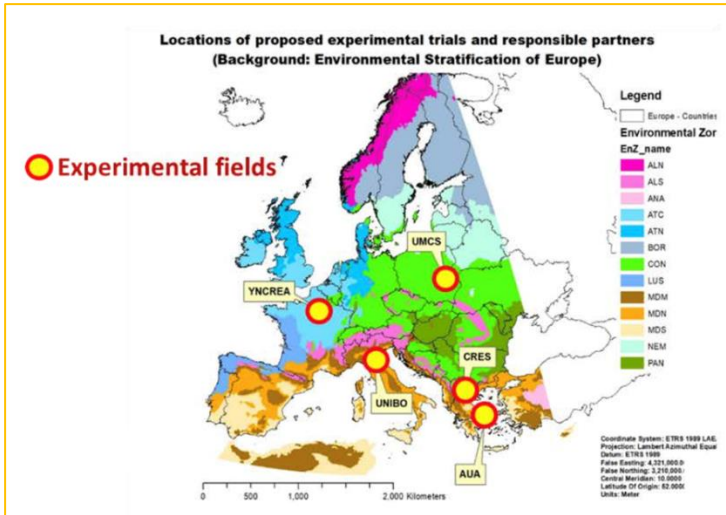 Locations of proposed experimental trials and responsible partners
(Background: Environmental Stratification of Europe)
Experimental fields
Legend
Europe - Countries
Environmental Zor
EnZ_name
ALN
ALS
ANA
ATC
ATN
BOR
CON
LUS
MDM
MDN
MDS
NEM
PAN
UMCS
YNCREA
CRES
UNIBO
AUA
0 500 1,000 2,000 Kilometers
Coordinate System: ETRS 1989 LAE
Projection: Lambert Azimuthal Equal
Datum: ETRS 1989
False Easting: 4,321,000.0
False Northing: 3,210,000.
Central Meridian: 10.0000
Latitude Of Origin: 52.0000
Units: Meter